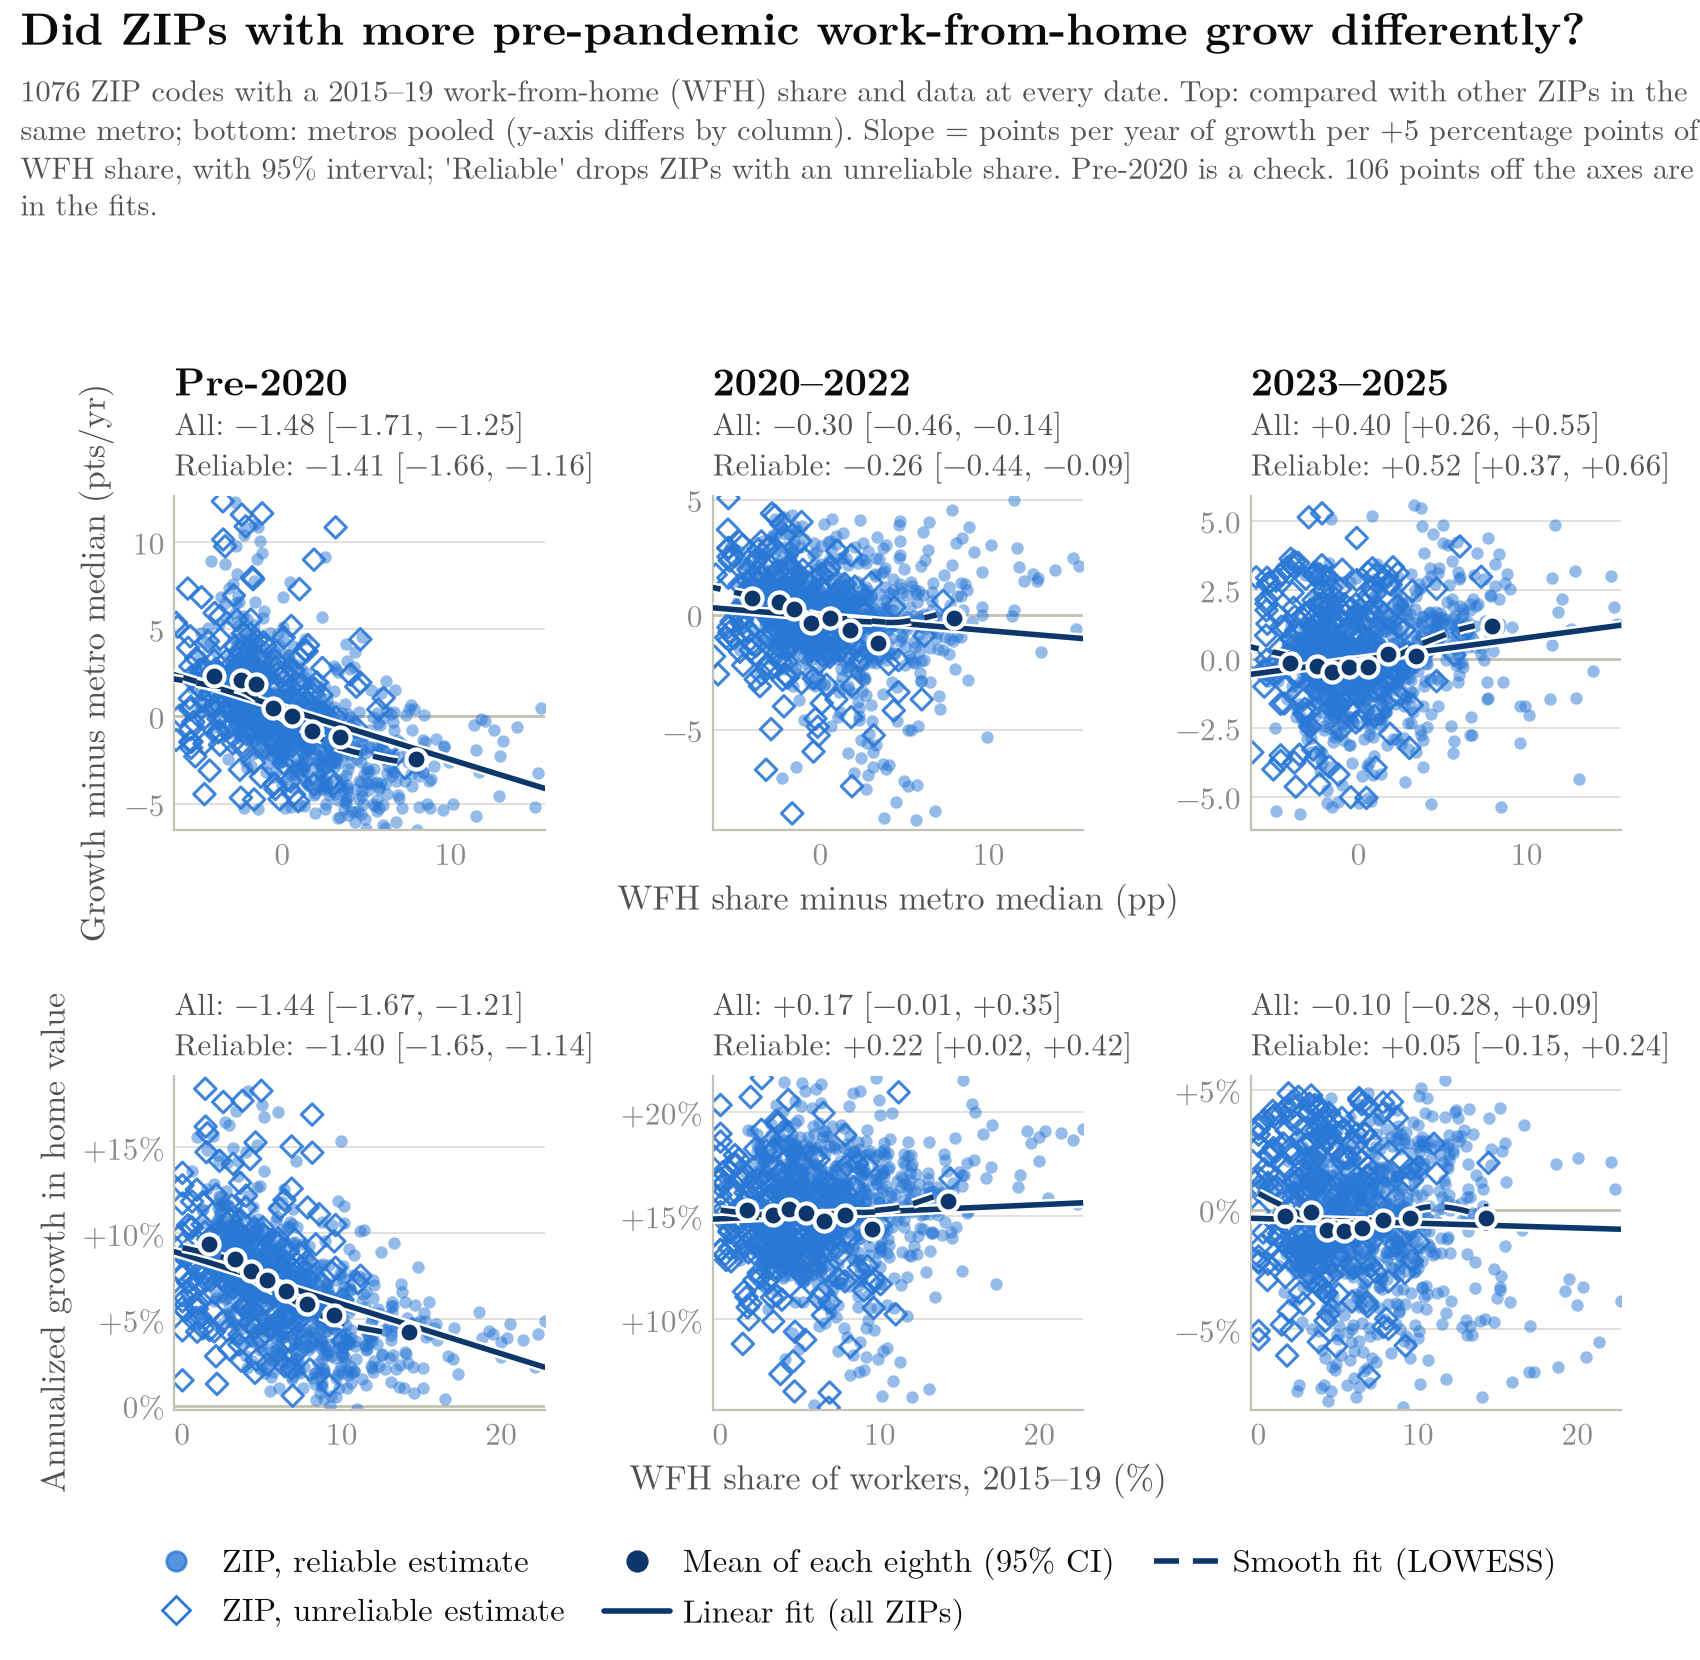 Did ZIPs with more pre-pandemic work-from-home grow differently?
1076 ZIP codes with a 2015–19 work-from-home (WFH) share and data at every date. Top: compared with other ZIPs in the
same metro; bottom: metros pooled (y-axis differs by column). Slope = points per year of growth per +5 percentage points of
WFH share, with 95% interval; 'Reliable' drops ZIPs with an unreliable share. Pre-2020 is a check. 106 points off the axes are
in the fits.
Growth minus metro median (pts/yr)
Pre-2020
All: −1.48 [−1.71, −1.25]
Reliable: −1.41 [−1.66, −1.16]
10
5
0
−5
0 10
2020–2022
All: −0.30 [−0.46, −0.14]
Reliable: −0.26 [−0.44, −0.09]
5
0
−5
0 10
2023–2025
All: +0.40 [+0.26, +0.55]
Reliable: +0.52 [+0.37, +0.66]
5.0
2.5
0.0
−2.5
−5.0
0 10
WFH share minus metro median (pp)
Annualized growth in home value
All: −1.44 [−1.67, −1.21]
Reliable: −1.40 [−1.65, −1.14]
+15%
+10%
+5%
0%
0 10 20
All: +0.17 [−0.01, +0.35]
Reliable: +0.22 [+0.02, +0.42]
+20%
+15%
+10%
0 10 20
All: −0.10 [−0.28, +0.09]
Reliable: +0.05 [−0.15, +0.24]
+5%
0%
−5%
0 10 20
WFH share of workers, 2015–19 (%)
ZIP, reliable estimate
ZIP, unreliable estimate
Mean of each eighth (95% CI)
Linear fit (all ZIPs)
Smooth fit (LOWESS)